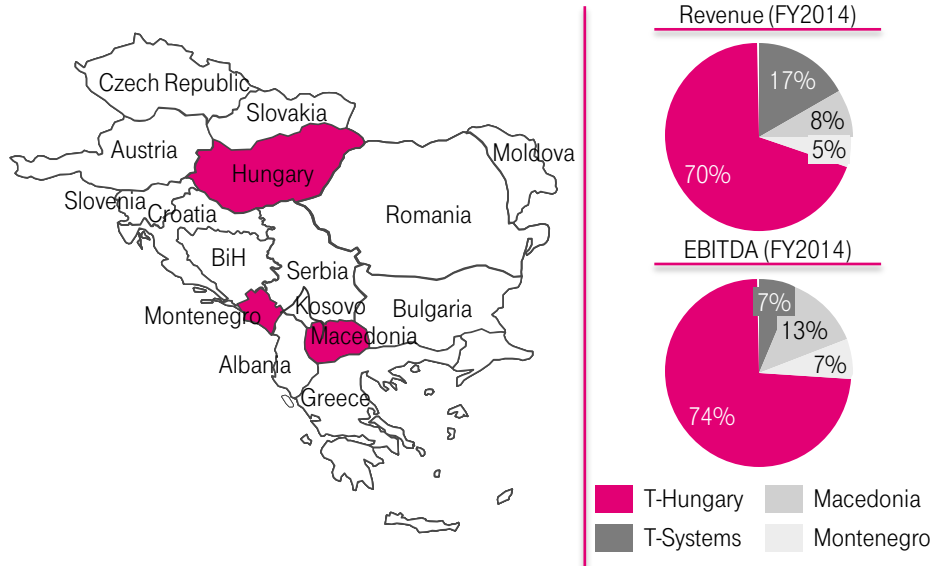 Czech Republic
Slovakia
Austria
Moldova
Hungary
Slovenia
Croatia
Romania
BiH
Serbia
Kosovo
Bulgaria
Montenegro
Macedonia
Albania
Greece
Revenue (FY2014)
17%
8%
5%
70%
EBITDA (FY2014)
7%
13%
7%
74%
T-Hungary
Macedonia
T-Systems
Montenegro